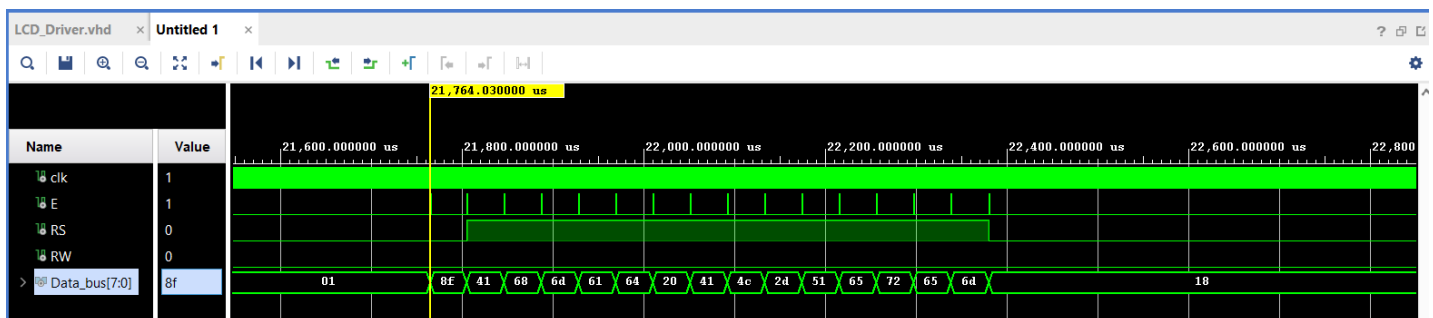 LCD_Driver.vhd × Untitled 1 × ?
21,764.030000 us
Name Value 21,600.000000 us 21,800.000000 us 22,000.000000 us 22,200.000000 us 22,400.000000 us 22,600.000000 us 22,800
clk 1
E 1
RS 0
RW 0
Data_bus[7:0] 8f 01 8f 41 68 6d 61 64 20 41 4c 2d 51 65 72 65 6d 18